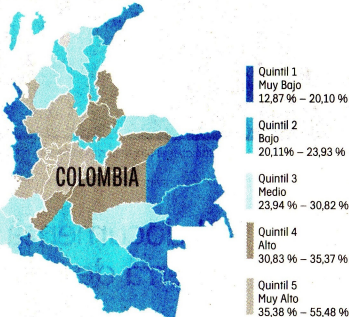 COLOMBIA
Quintil 1
Muy Bajo
12,87 % – 20,10 %
Quintil 2
Bajo
20,11% – 23,93 %
Quintil 3
Medio
23,94 % – 30,82 %
Quintil 4
Alto
30,83 % – 35,37 %
Quintil 5
Muy Alto
35,38 % – 55,48 %